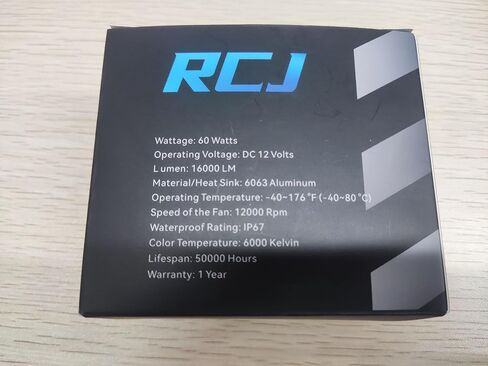 RCJ
Wattage: 60 Watts
Operating Voltage: DC 12 Volts
Lumen: 16000 LM
Material/Heat Sink: 6063 Aluminum
Operating Temperature: -40~176 °F (-40~80 °C)
Speed of the Fan: 12000 Rpm
Waterproof Rating: IP67
Color Temperature: 6000 Kelvin
Lifespan: 50000 Hours
Warranty: 1 Year